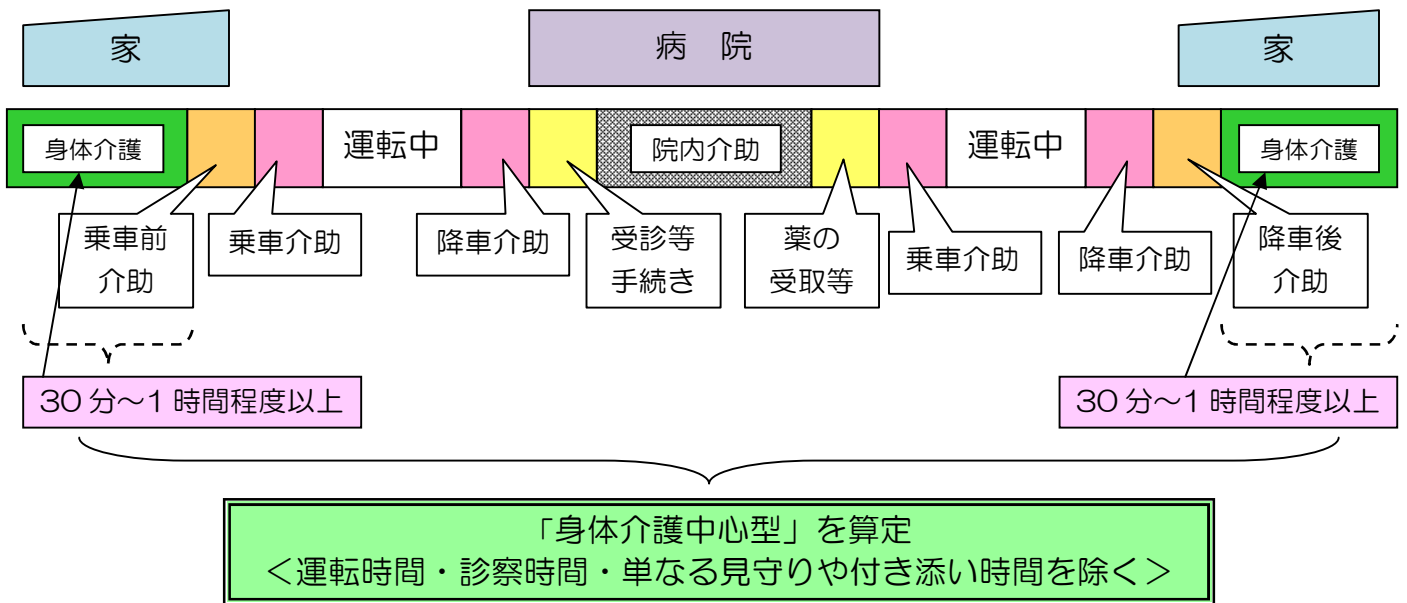 家
病　院
家
身体介護
運転中
院内介助
運転中
身体介護
乗車前
介助
乗車介助
降車介助
受診等
手続き
薬の
受取等
乗車介助
降車介助
降車後
介助
30分～1時間程度以上
30分～1時間程度以上
「身体介護中心型」を算定
＜運転時間・診察時間・単なる見守りや付き添い時間を除く＞